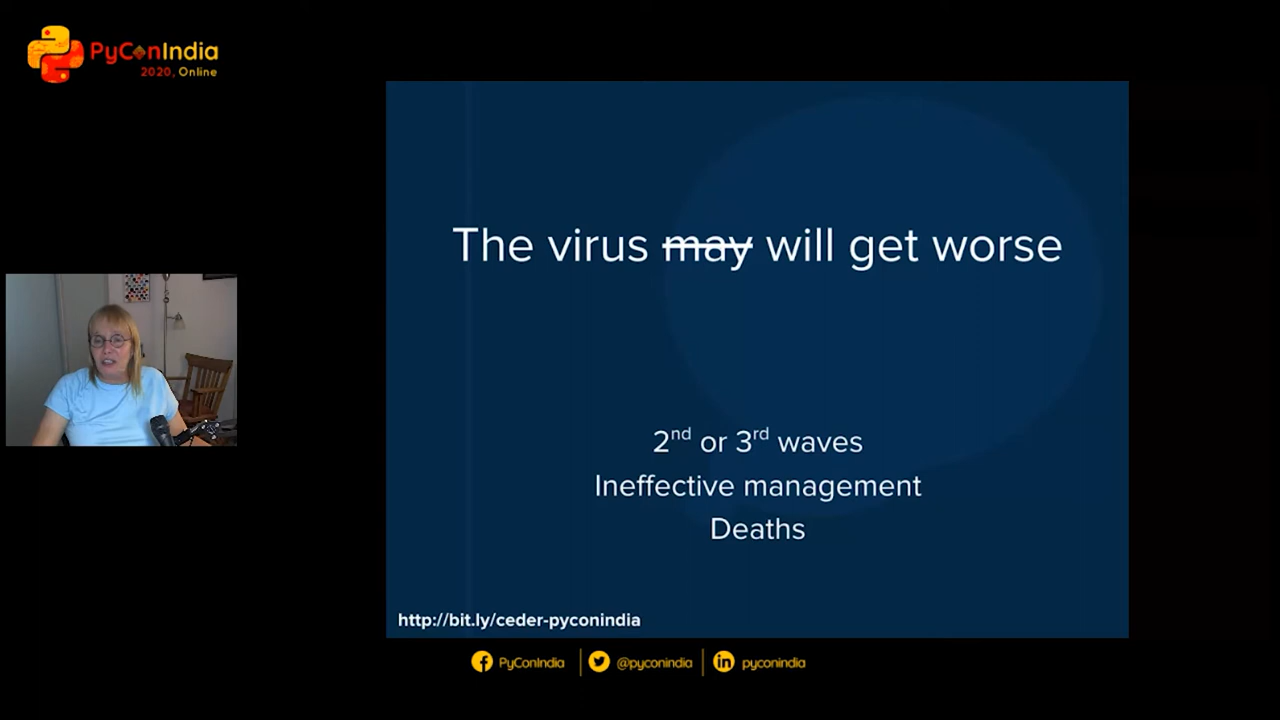 PyConIndia
2020, Online
The virus may will get worse
2nd or 3rd waves
Ineffective management
Deaths
http://bit.ly/ceder-pyconindia
PyConIndia
@pyconindia
pyconindia